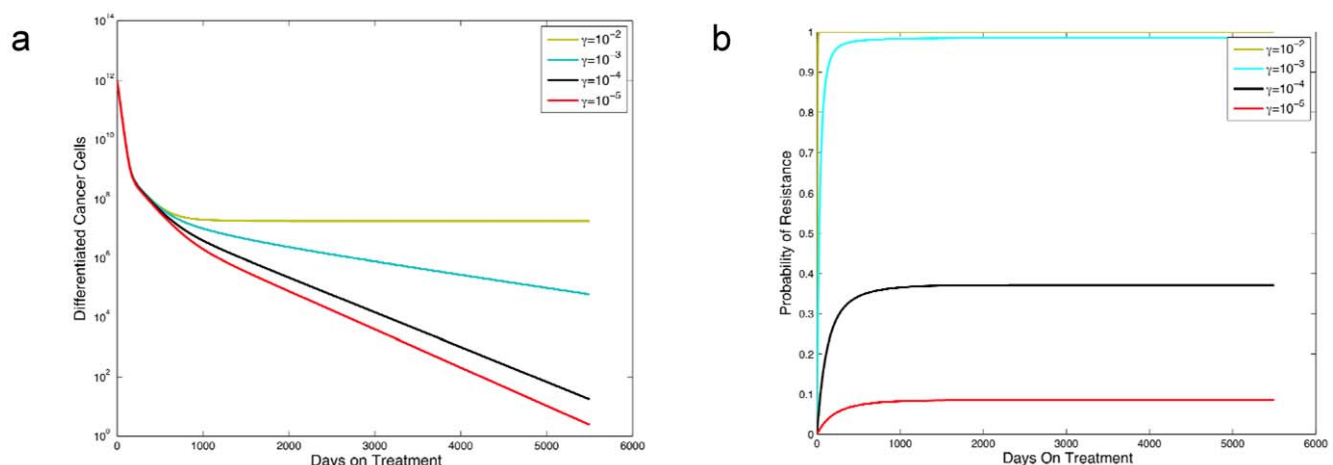 a
10^14
10^12
10^10
10^8
10^6
10^4
10^2
10^0
Differentiated Cancer Cells
γ=10^-2
γ=10^-3
γ=10^-4
γ=10^-5
0 1000 2000 3000 4000 5000 6000
Days on Treatment
b
1
0.9
0.8
0.7
0.6
0.5
0.4
0.3
0.2
0.1
0
Probability of Resistance
γ=10^-2
γ=10^-3
γ=10^-4
γ=10^-5
0 1000 2000 3000 4000 5000 6000
Days On Treatment